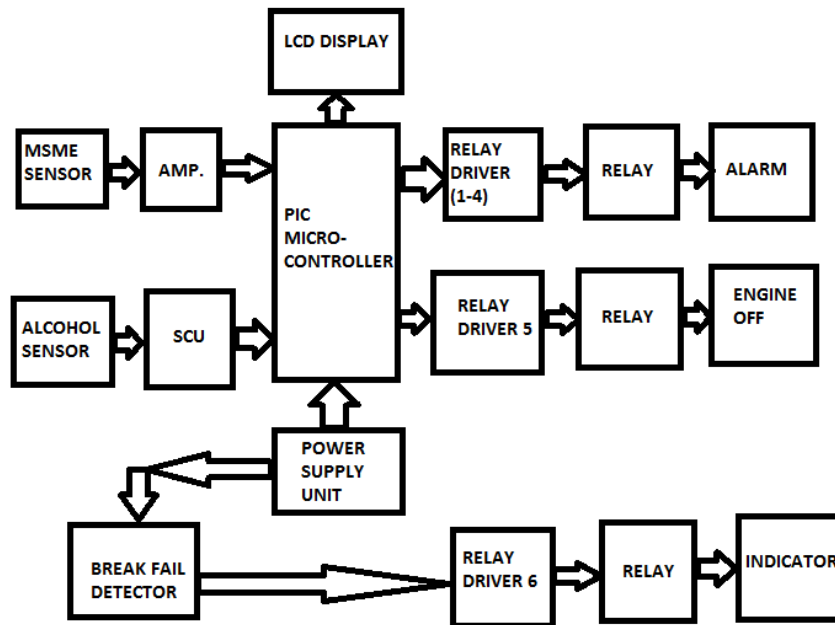 LCD DISPLAY
MSME
SENSOR
AMP.
PIC
MICRO-
CONTROLLER
RELAY
DRIVER
(1-4)
RELAY
ALARM
ALCOHOL
SENSOR
SCU
RELAY
DRIVER 5
RELAY
ENGINE
OFF
POWER
SUPPLY
UNIT
BREAK FAIL
DETECTOR
RELAY
DRIVER 6
RELAY
INDICATOR